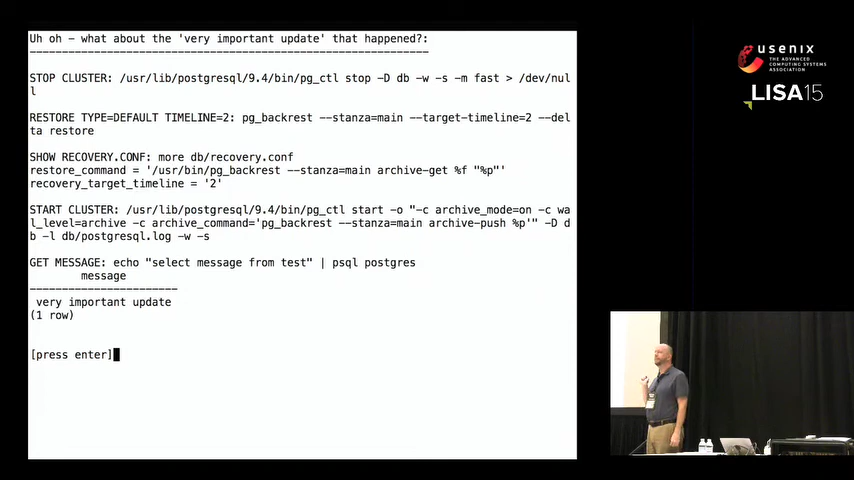 Uh oh - what about the 'very important update' that happened?:
-------------------------------------------------------------
STOP CLUSTER: /usr/lib/postgresql/9.4/bin/pg_ctl stop -D db -w -s -m fast > /dev/nul
l
RESTORE TYPE=DEFAULT TIMELINE=2: pg_backrest --stanza=main --target-timeline=2 --del
ta restore
SHOW RECOVERY.CONF: more db/recovery.conf
restore_command = '/usr/bin/pg_backrest --stanza=main archive-get %f "%p"'
recovery_target_timeline = '2'
START CLUSTER: /usr/lib/postgresql/9.4/bin/pg_ctl start -o "-c archive_mode=on -c wa
l_level=archive -c archive_command='pg_backrest --stanza=main archive-push %p'" -D d
b -l db/postgresql.log -w -s
GET MESSAGE: echo "select message from test" | psql postgres
message
-----------------------
very important update
(1 row)
[press enter]
usenix
THE ADVANCED
COMPUTING SYSTEMS
ASSOCIATION
LISA15